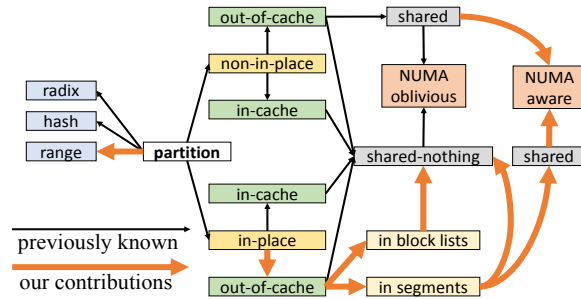 out-of-cache
shared
non-in-place
NUMA
oblivious
NUMA
aware
radix
in-cache
hash
range
partition
shared-nothing
shared
in-cache
previously known
in-place
in block lists
our contributions
out-of-cache
in segments